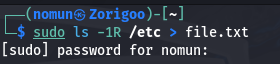 ┌──(nomun㉿Zorigoo)-[~]
└─$ sudo ls -1R /etc > file.txt
[sudo] password for nomun: